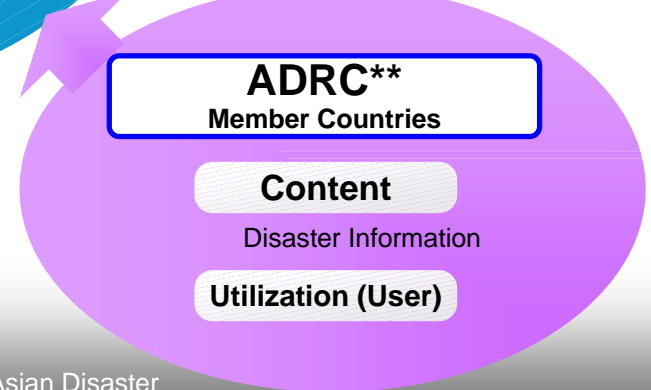 ADRC**
Member Countries
Content
Disaster Information
Utilization (User)
Asian Disaster